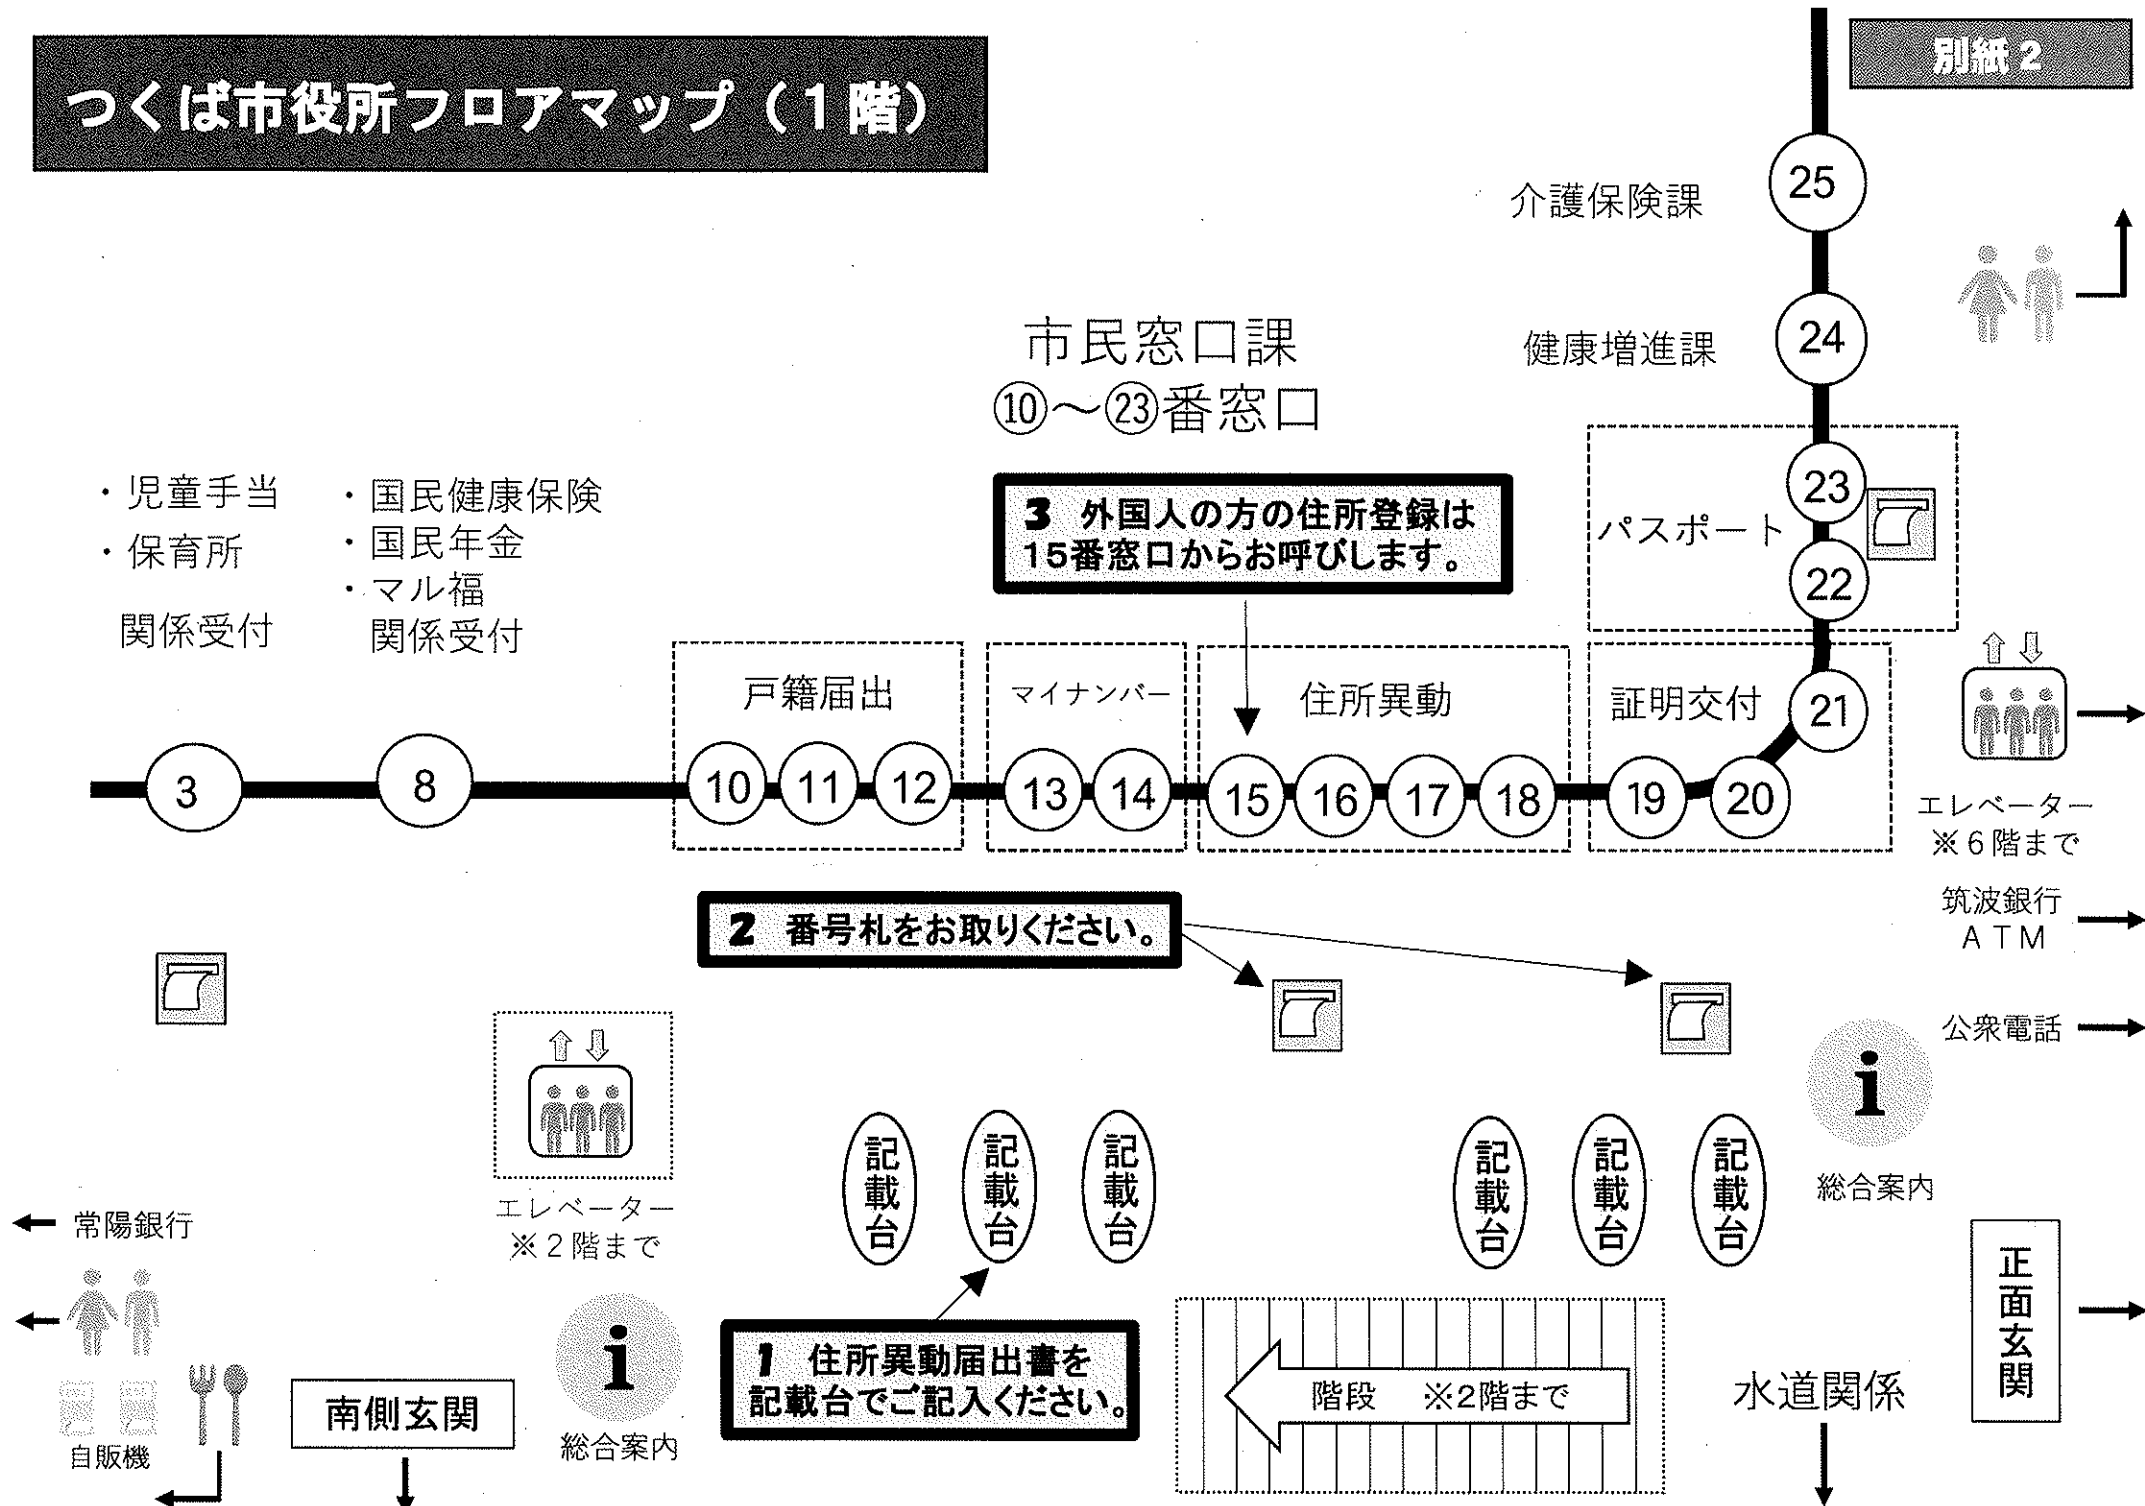 つくば市役所フロアマップ（1階）
別紙2
介護保険課
25
健康増進課
24
市民窓口課
⑩～㉓番窓口
・児童手当
・保育所
関係受付
・国民健康保険
・国民年金
・マル福
関係受付
3 外国人の方の住所登録は
15番窓口からお呼びします。
パスポート
23
22
戸籍届出
マイナンバー
住所異動
証明交付
21
3
8
10
11
12
13
14
15
16
17
18
19
20
エレベーター
※6階まで
2 番号札をお取りください。
筑波銀行
ATM
公衆電話
i
総合案内
エレベーター
※2階まで
記載台
記載台
記載台
記載台
記載台
記載台
常陽銀行
自販機
南側玄関
i
総合案内
1 住所異動届出書を
記載台でご記入ください。
階段 ※2階まで
水道関係
正面玄関